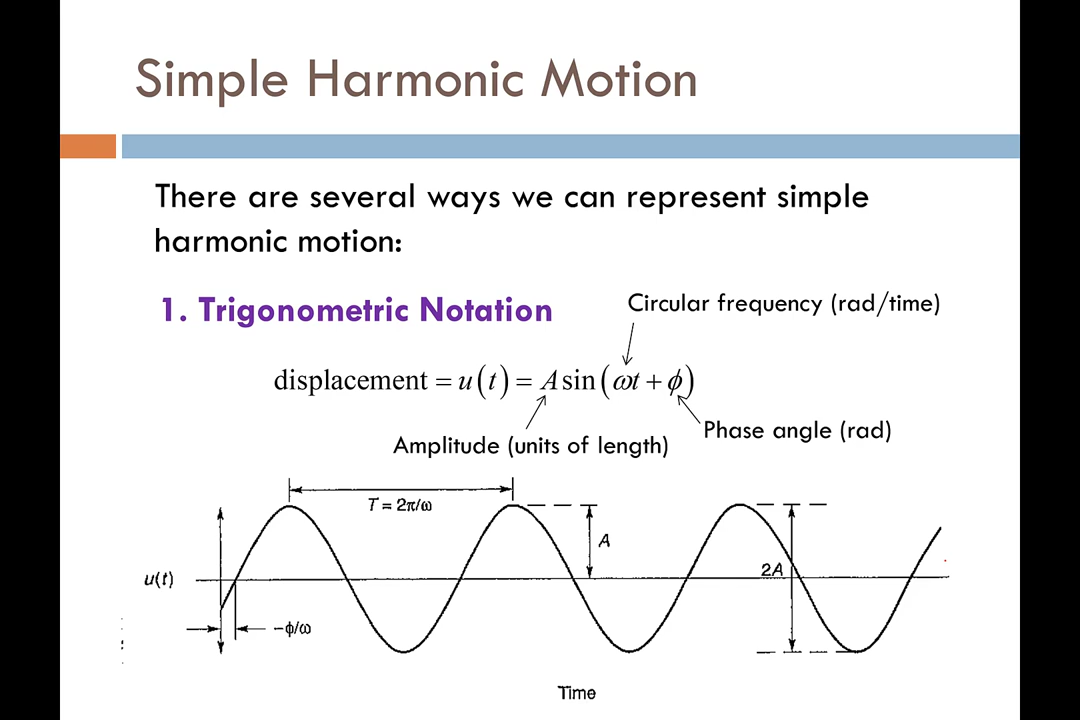 Simple Harmonic Motion
There are several ways we can represent simple
harmonic motion:
1. Trigonometric Notation
Circular frequency (rad/time)
displacement = u(t) = A sin(ωt + ϕ)
Phase angle (rad)
Amplitude (units of length)
T = 2π/ω
A
2A
u(t)
-ϕ/ω
Time